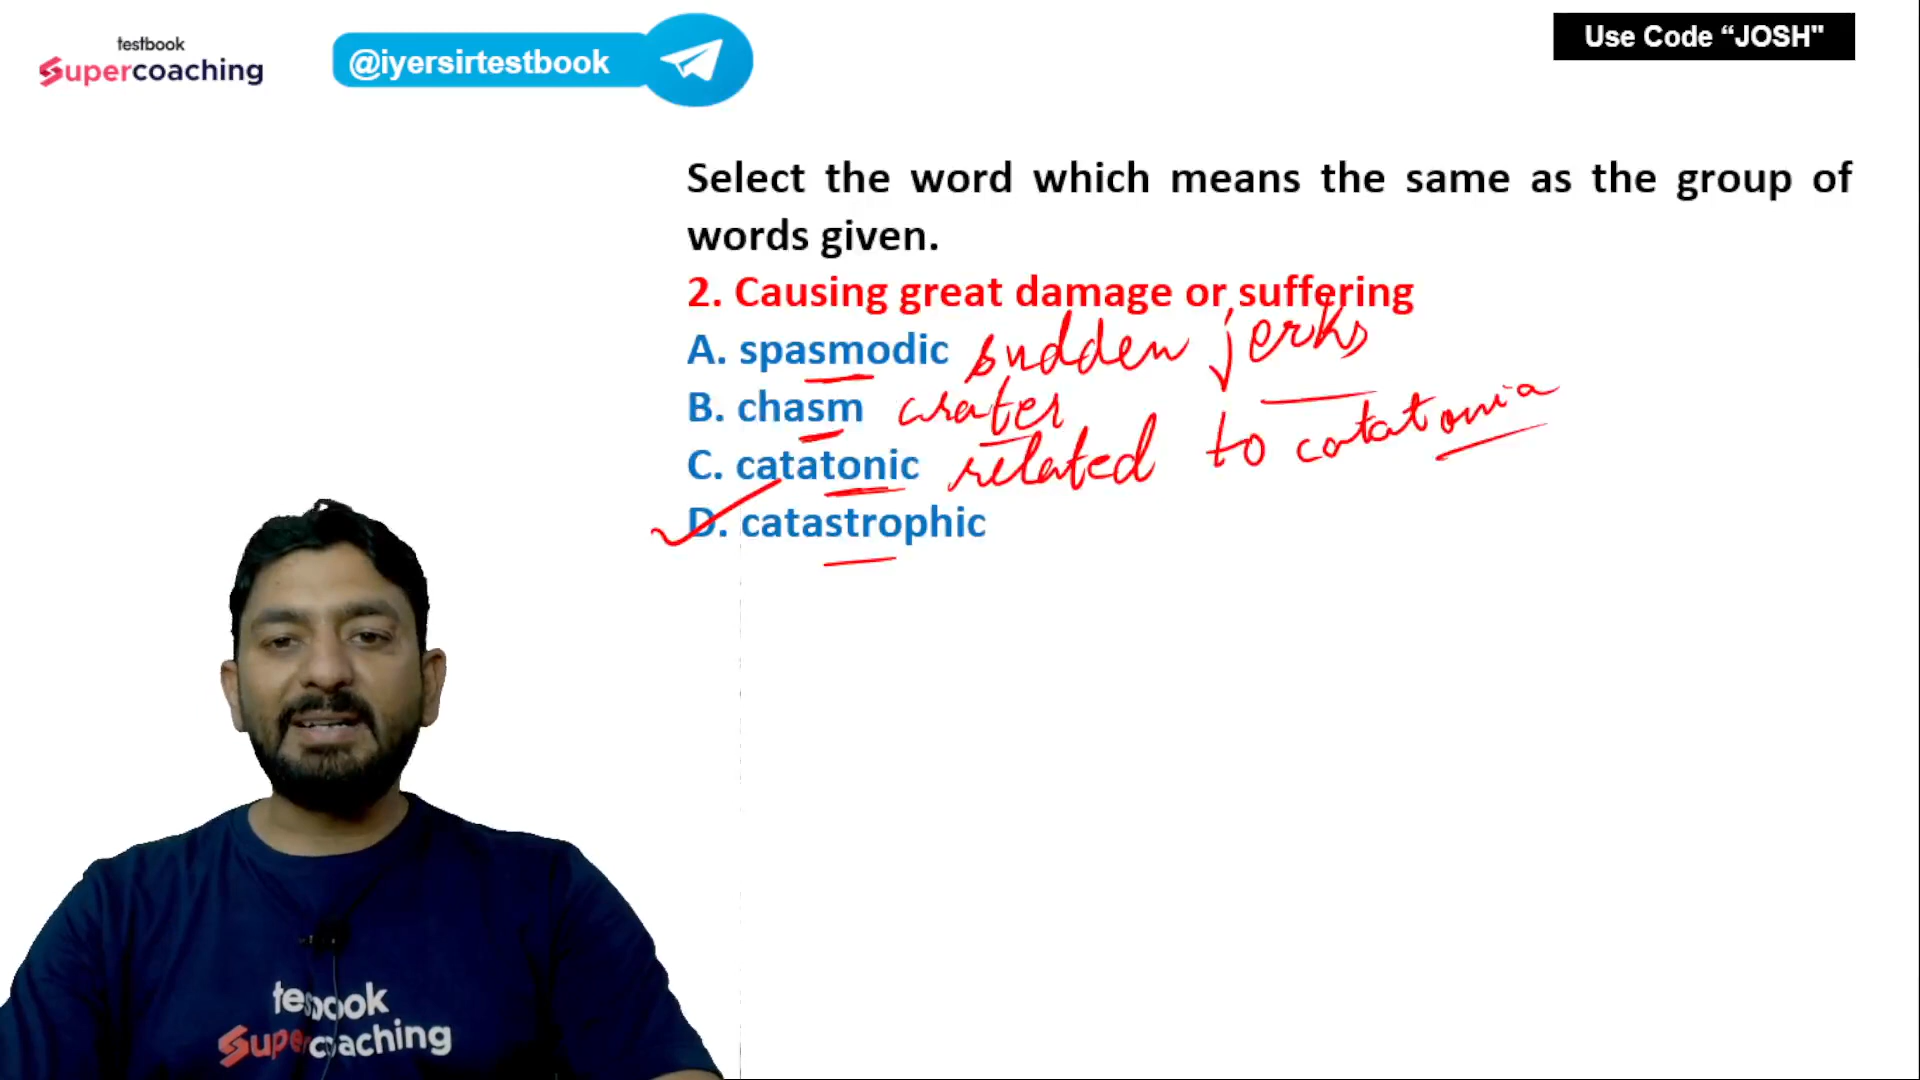 testbook
Supercoaching
@iyersirtestbook
Use Code “JOSH"
Select the word which means the same as the group of
words given.
2. Causing great damage or suffering
A. spasmodic sudden jerks
B. chasm crater
C. catatonic related to catatonia
D. catastrophic
testbook
Supercoaching